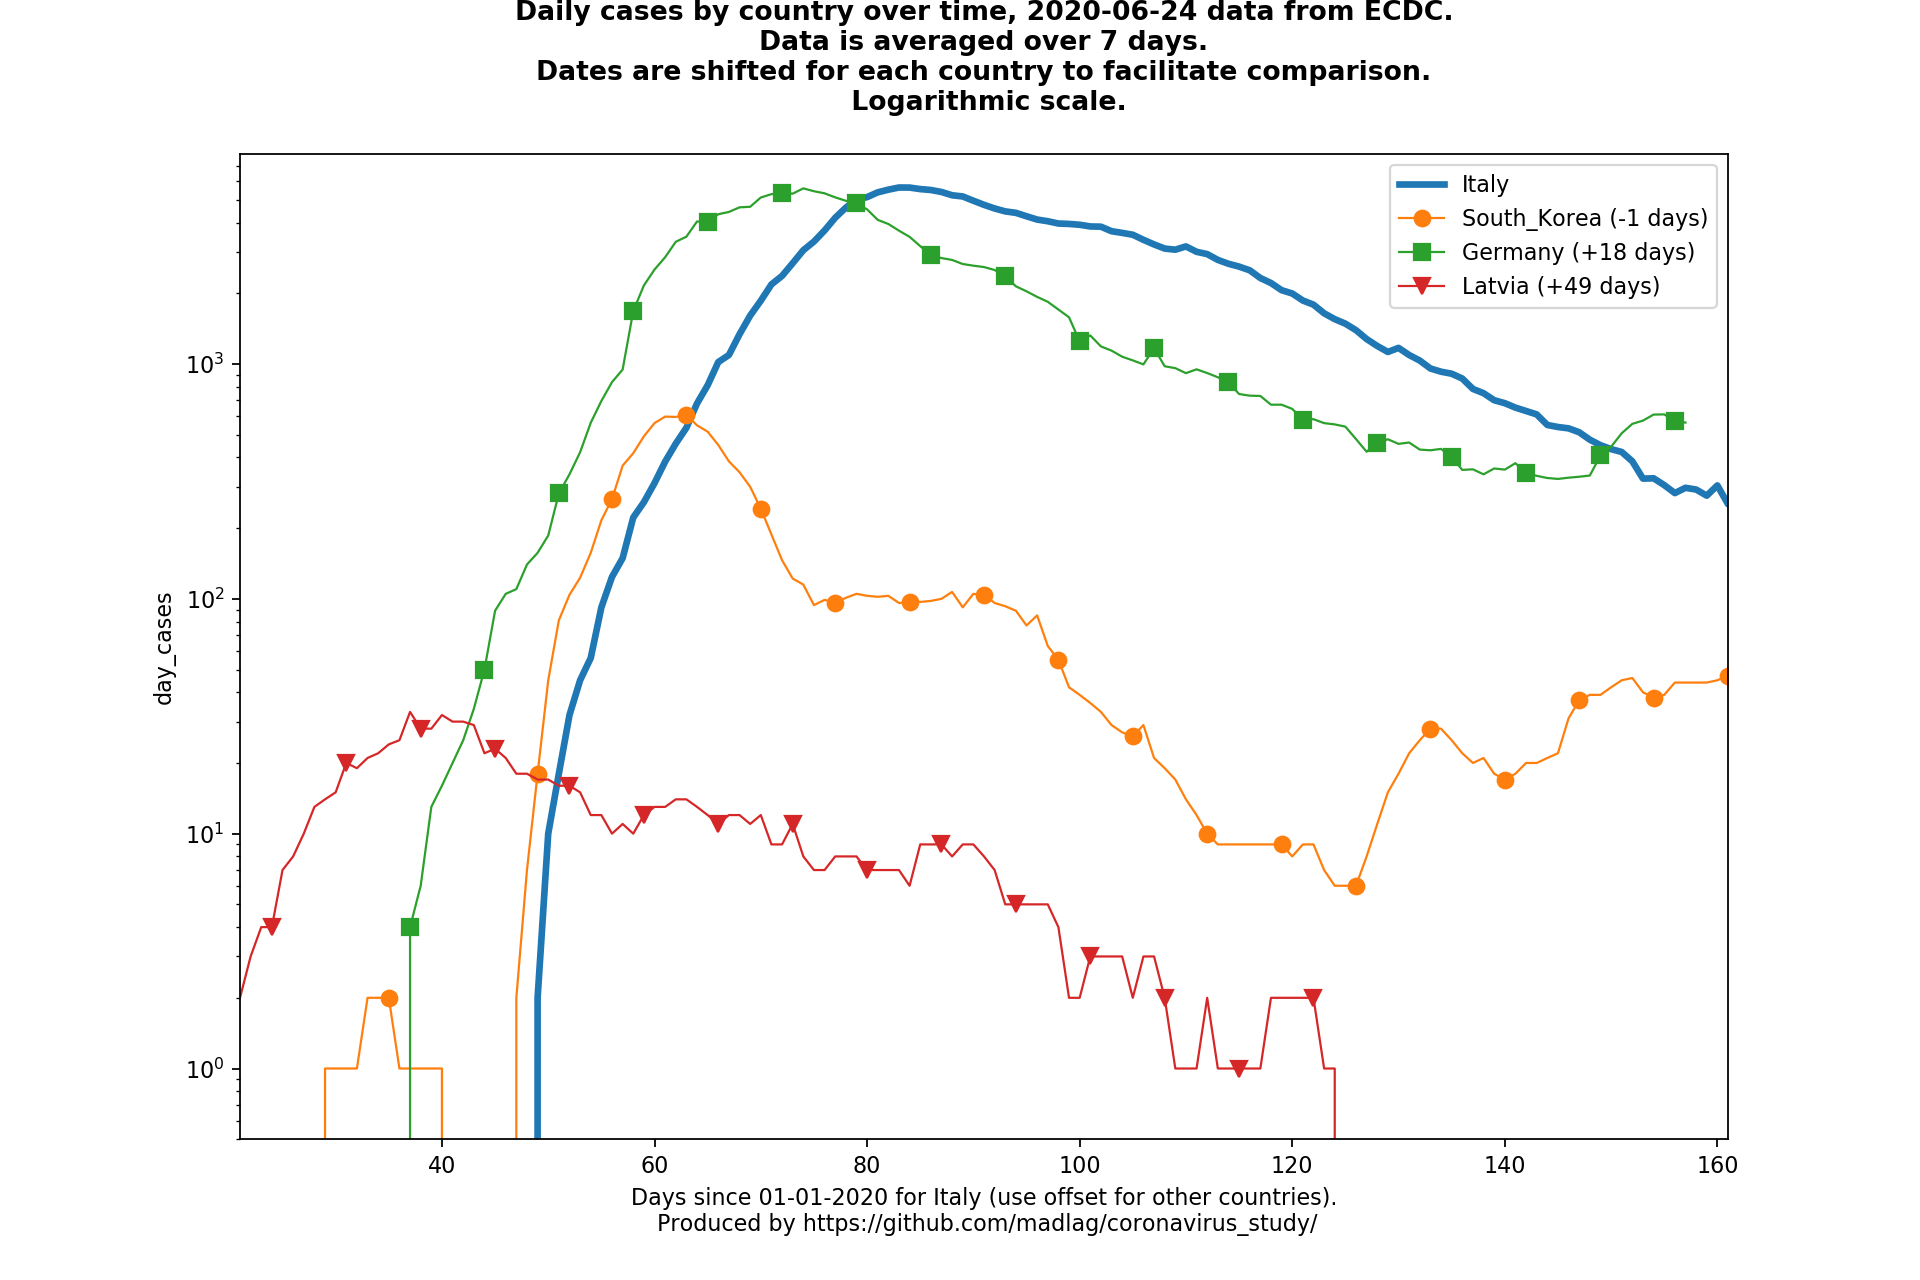 Daily cases by country over time, 2020-06-24 data from ECDC.
Data is averaged over 7 days.
Dates are shifted for each country to facilitate comparison.
Logarithmic scale.
Italy
South_Korea (-1 days)
Germany (+18 days)
Latvia (+49 days)
10³
10²
10¹
10⁰
day_cases
40 60 80 100 120 140 160
Days since 01-01-2020 for Italy (use offset for other countries).
Produced by https://github.com/madlag/coronavirus_study/